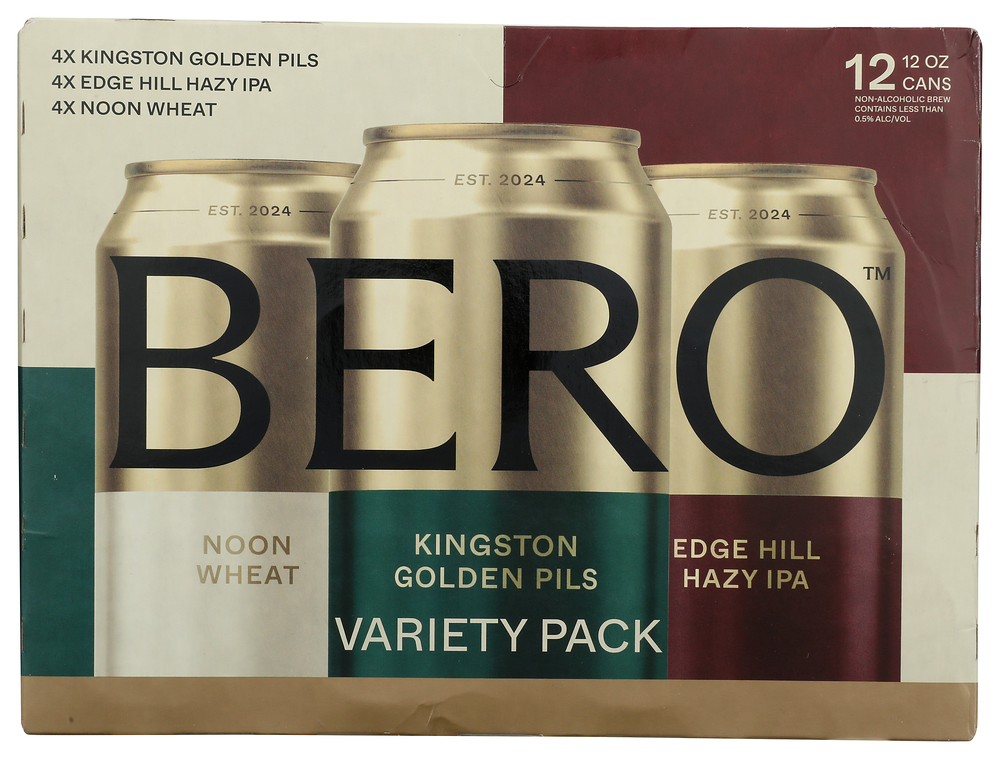 4X KINGSTON GOLDEN PILS
4X EDGE HILL HAZY IPA
4X NOON WHEAT
12 12 OZ CANS
NON-ALCOHOLIC BREW
CONTAINS LESS THAN
0.5% ALC/VOL
EST. 2024
EST. 2024
EST. 2024
BERO™
NOON
WHEAT
KINGSTON
GOLDEN PILS
EDGE HILL
HAZY IPA
VARIETY PACK